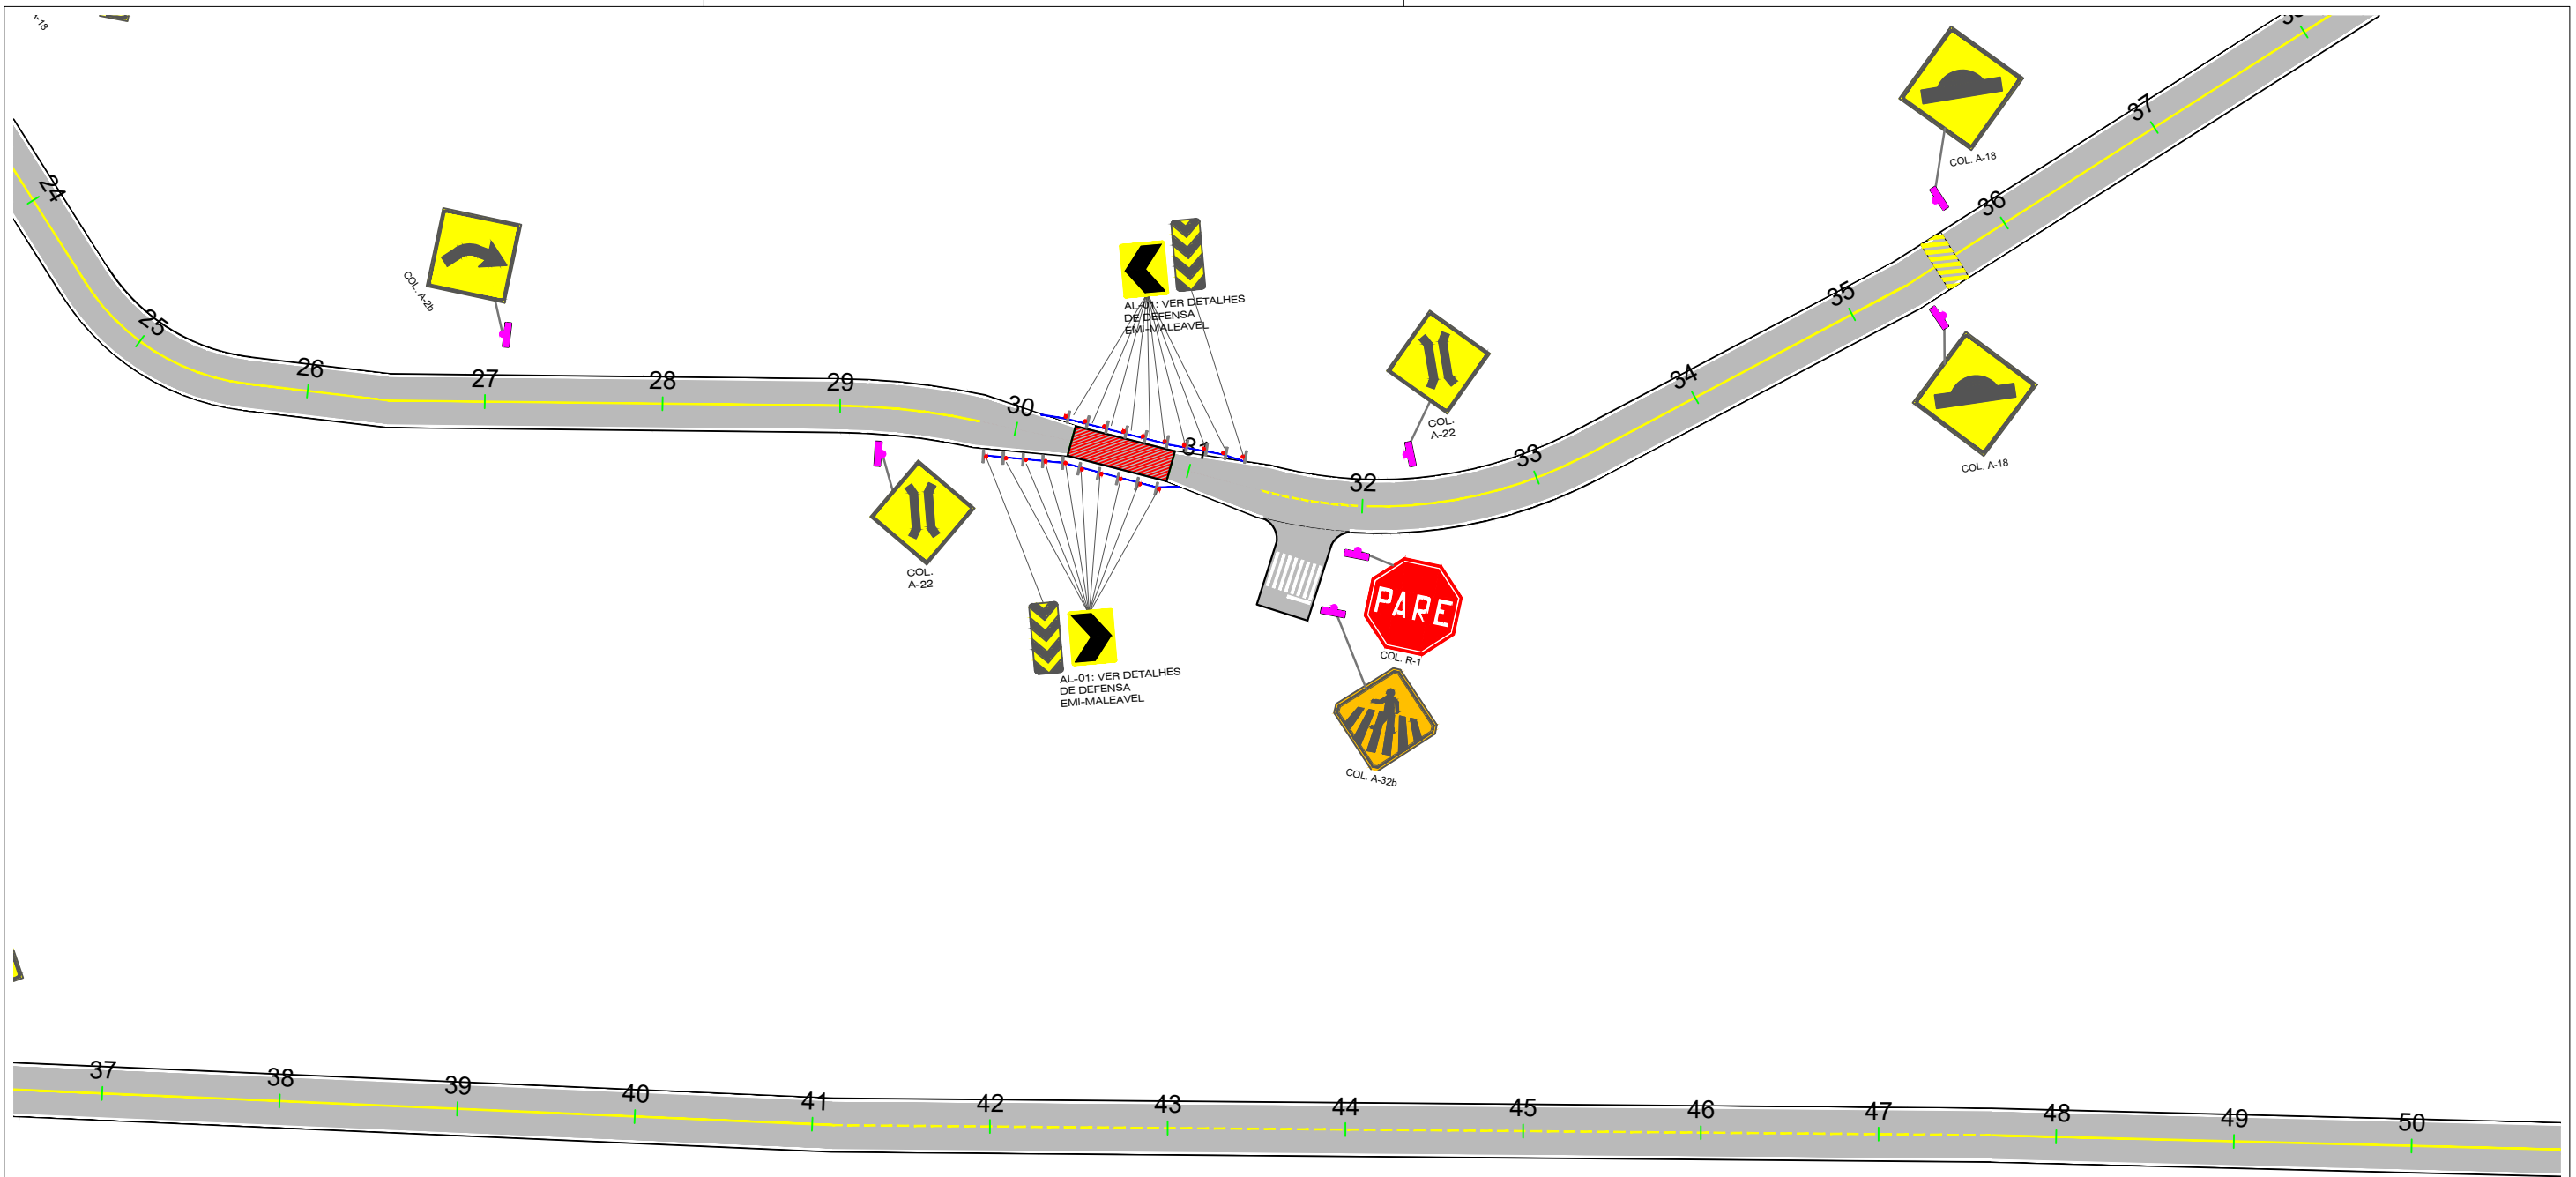 -18
24
25
26
27
28
29
30
31
32
33
34
35
36
37
COL. A-2b
AL-01: VER DETALHES
DE DEFENSA
EMI-MALEAVEL
COL.
A-22
COL. A-18
COL. A-18
COL.
A-22
AL-01: VER DETALHES
DE DEFENSA
EMI-MALEAVEL
PARE
COL. R-1
COL. A-32b
37
38
39
40
41
42
43
44
45
46
47
48
49
50